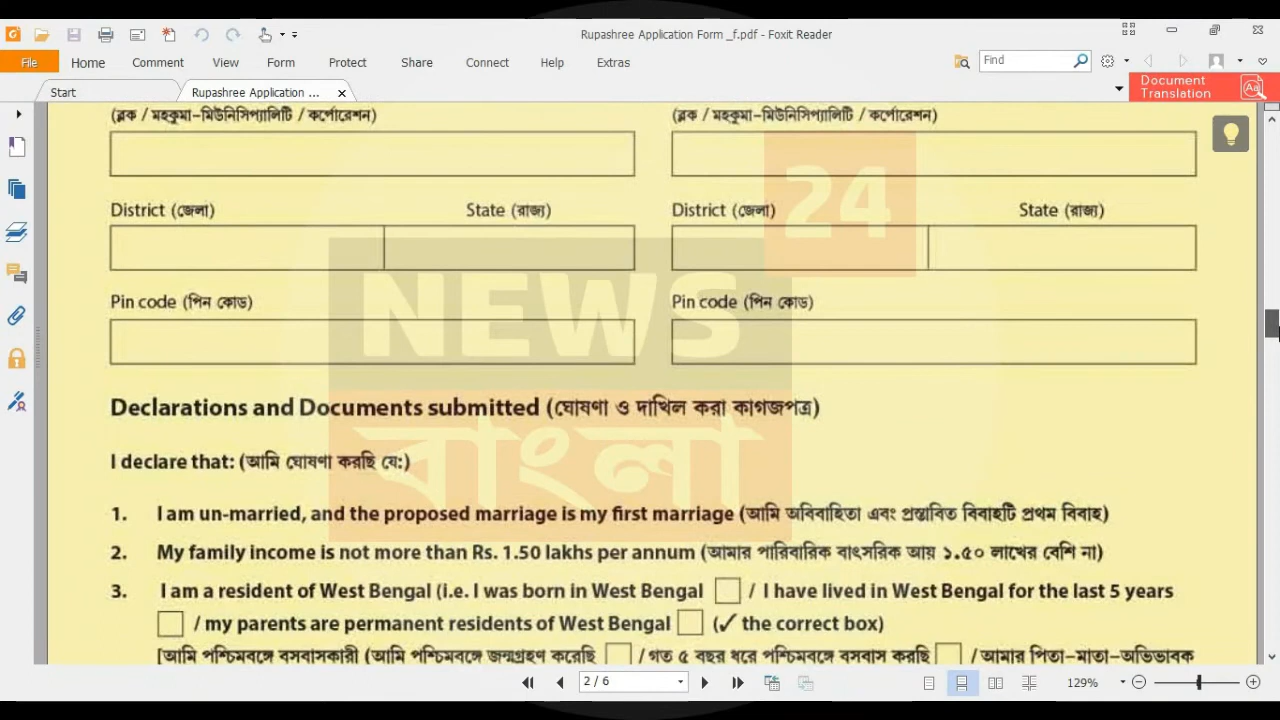 Rupashree Application Form _f.pdf - Foxit Reader
File Home Comment View Form Protect Share Connect Help Extras
Find
Start
Rupashree Application ...
Document Translation
(ব্লক / মহকুমা-মিউনিসিপ্যালিটি / কর্পোরেশন) (ব্লক / মহকুমা-মিউনিসিপ্যালিটি / কর্পোরেশন)
24
District (জেলা) State (রাজ্য) District (জেলা) State (রাজ্য)
NEWS
Pin code (পিন কোড) Pin code (পিন কোড)
Declarations and Documents submitted (ঘোষণা ও দাখিল করা কাগজপত্র)
বাংলা
I declare that: (আমি ঘোষণা করছি যে:)
1. I am un-married, and the proposed marriage is my first marriage (আমি অবিবাহিতা এবং প্রস্তাবিত বিবাহটি প্রথম বিবাহ)
2. My family income is not more than Rs. 1.50 lakhs per annum (আমার পারিবারিক বাৎসরিক আয় ১.৫০ লাখের বেশি না)
3. I am a resident of West Bengal (i.e. I was born in West Bengal / I have lived in West Bengal for the last 5 years
/ my parents are permanent residents of West Bengal (✓ the correct box)
[আমি পশ্চিমবঙ্গে বসবাসকারী (আমি পশ্চিমবঙ্গে জন্মগ্রহণ করেছি / গত ৫ বছর ধরে পশ্চিমবঙ্গে বসবাস করছি / আমার পিতা-মাতা-অভিভাবক
2 / 6
129%